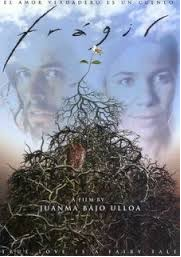 EL AMOR VERDADERO ES UN CUENTO
frágil
A FILM BY
JUANMA BAJO ULLOA
TRUE LOVE IS A FAIRY TALE